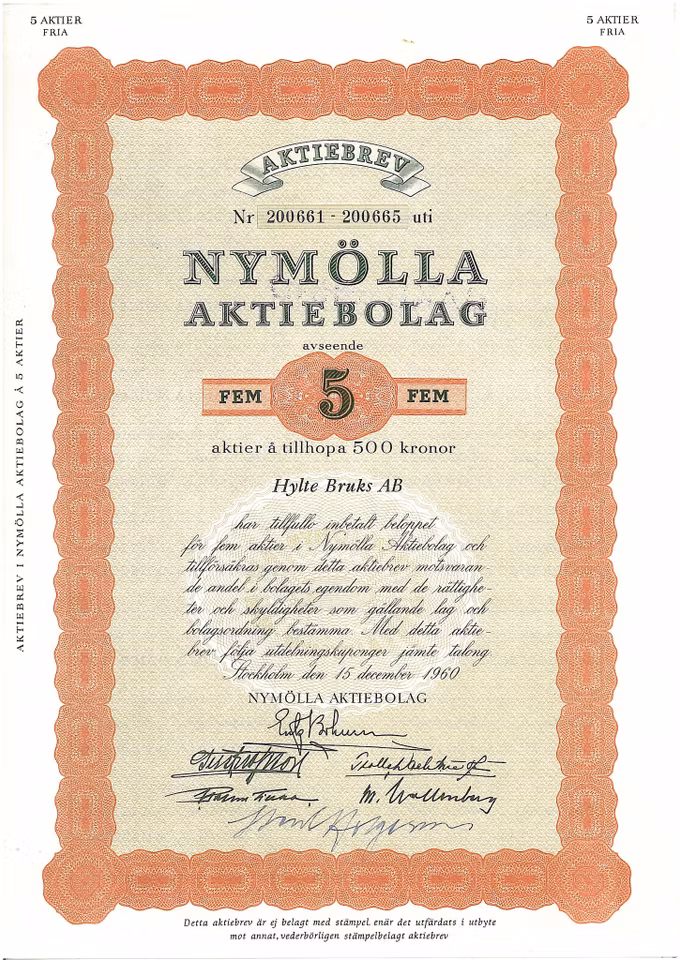 5 AKTIER
FRIA
5 AKTIER
FRIA
AKTIEBREV
Nr 200661 - 200665 uti
NYMÖLLA
AKTIEBOLAG
avseende
FEM 5 FEM
aktier å tillhopa 500 kronor
Hylte Bruks AB
har tillfullo inbetalt beloppet
för fem aktier i Nymölla Aktiebolag och
tillförsäkras genom detta aktiebrev motsvaran-
de andel i bolagets egendom med de rättighe-
ter och skyldigheter som gällande lag och
bolagsordning bestämma. Med detta aktie-
brev följa utdelningskuponger jämte talong.
Stockholm den 15 december 1960
NYMÖLLA AKTIEBOLAG
M. Wallenberg
Detta aktiebrev är ej belagt med stämpel, enär det utfärdats i utbyte
mot annat, vederbörligen stämpelbelagt aktiebrev
AKTIEBREV I NYMÖLLA AKTIEBOLAG Å 5 AKTIER